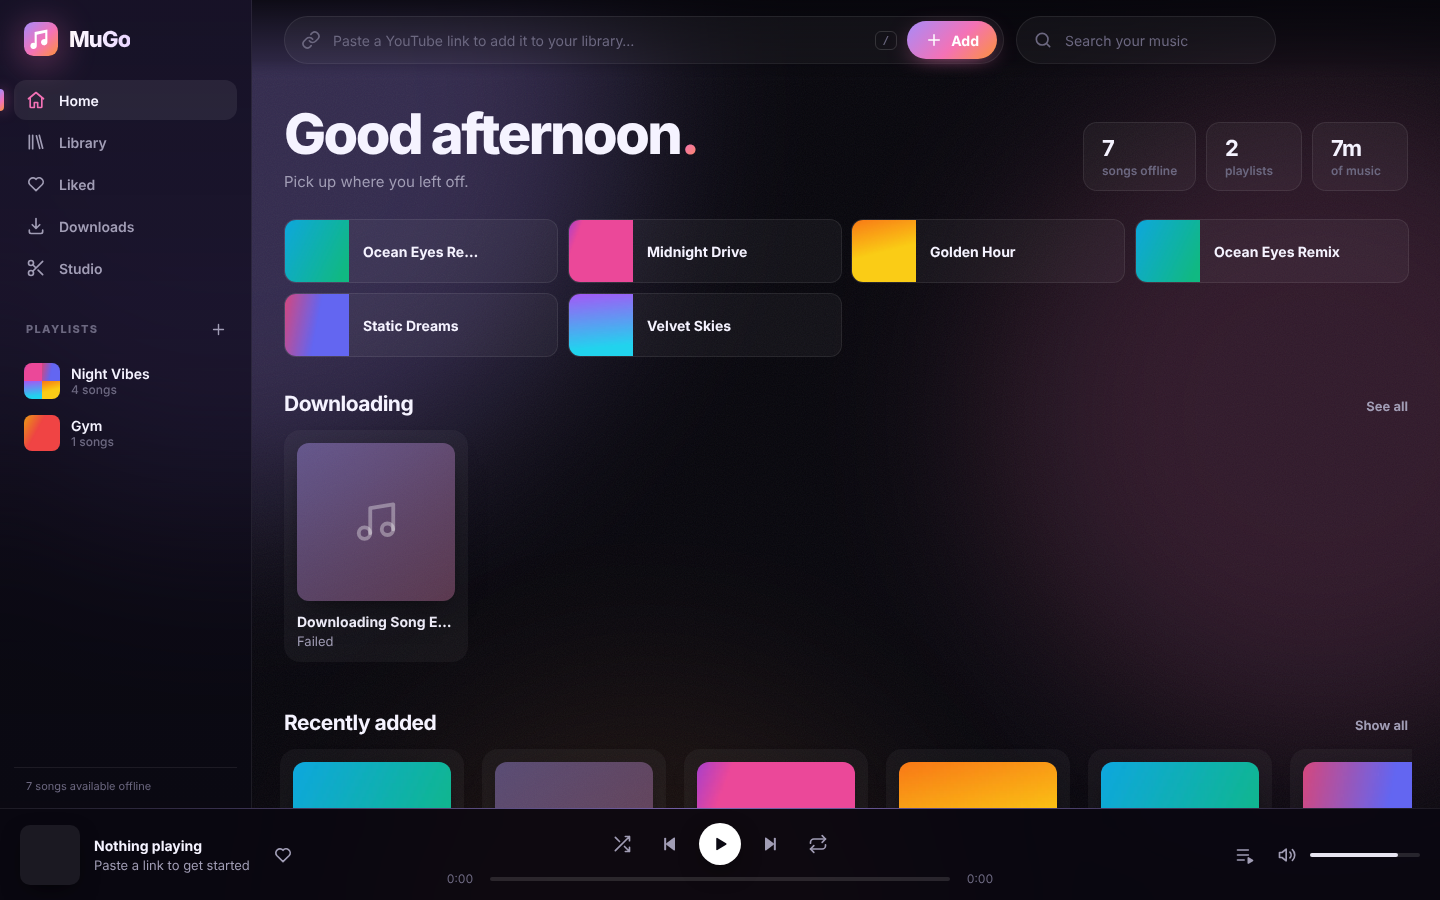 MuGo
Home
Library
Liked
Downloads
Studio
PLAYLISTS
Night Vibes
4 songs
Gym
1 songs
7 songs available offline
Paste a YouTube link to add it to your library...
/
Add
Search your music
Good afternoon.
Pick up where you left off.
7
songs offline
2
playlists
7m
of music
Ocean Eyes Re...
Midnight Drive
Golden Hour
Ocean Eyes Remix
Static Dreams
Velvet Skies
Downloading
See all
Downloading Song E...
Failed
Recently added
Show all
Nothing playing
Paste a link to get started
0:00
0:00